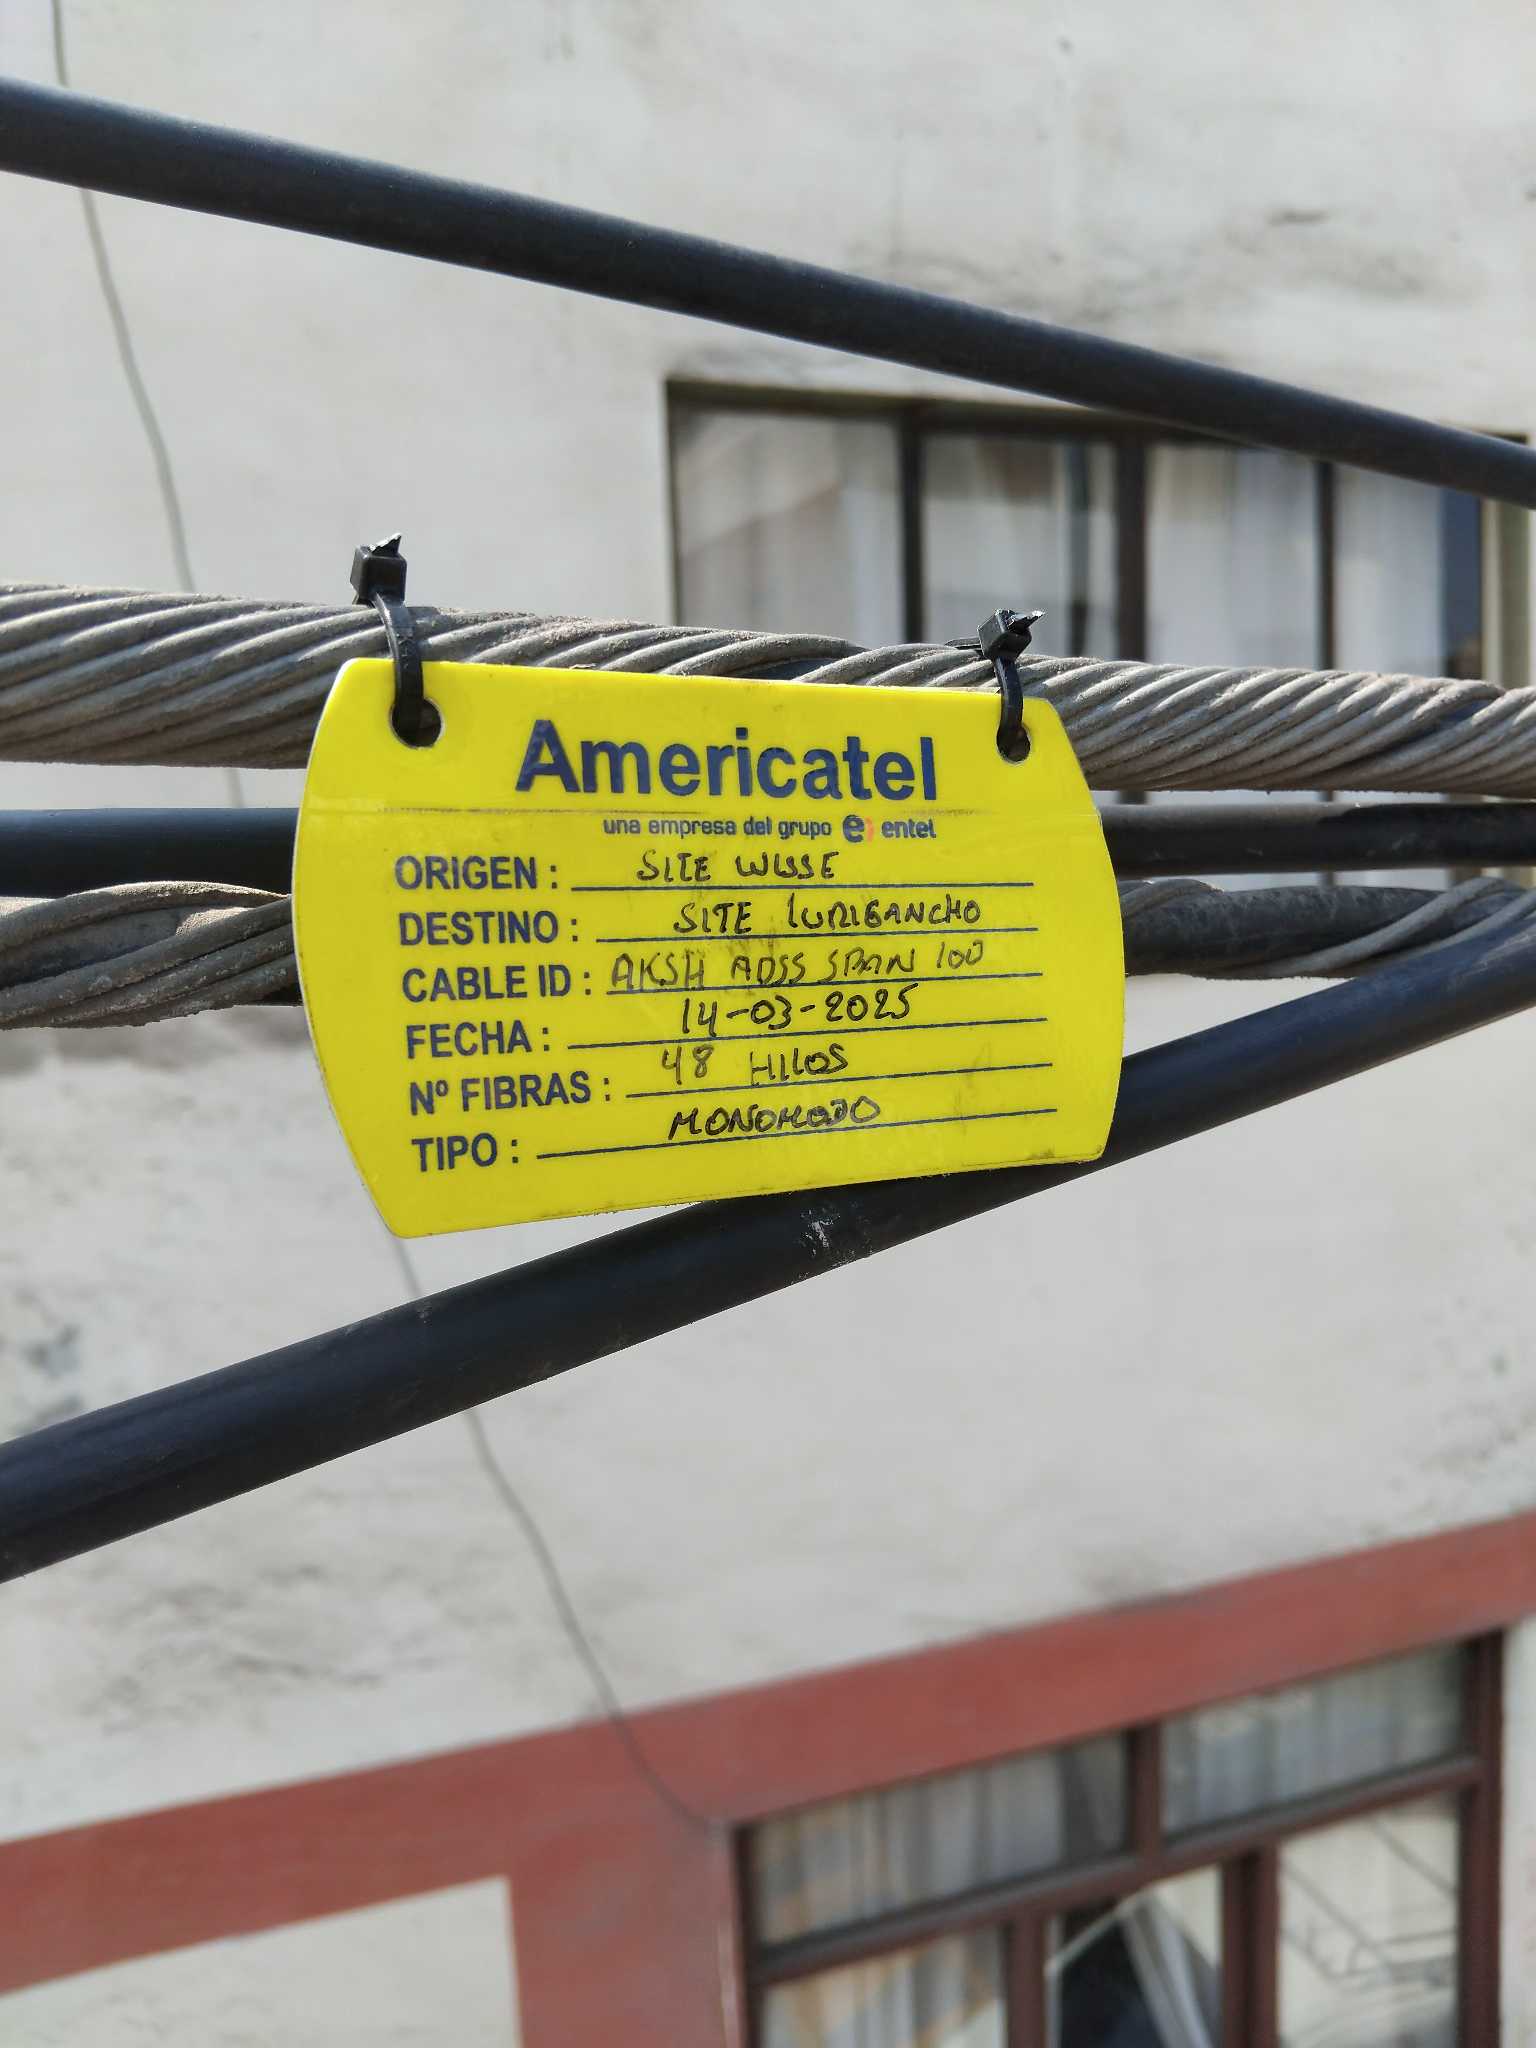 Americatel
una empresa del grupo e) entel
ORIGEN : SITE WISSE
DESTINO : SITE LURIGANCHO
CABLE ID : AKSH ADSS SPAN 100
FECHA : 14-03-2025
Nº FIBRAS : 48 HILOS
TIPO : MONOMODO